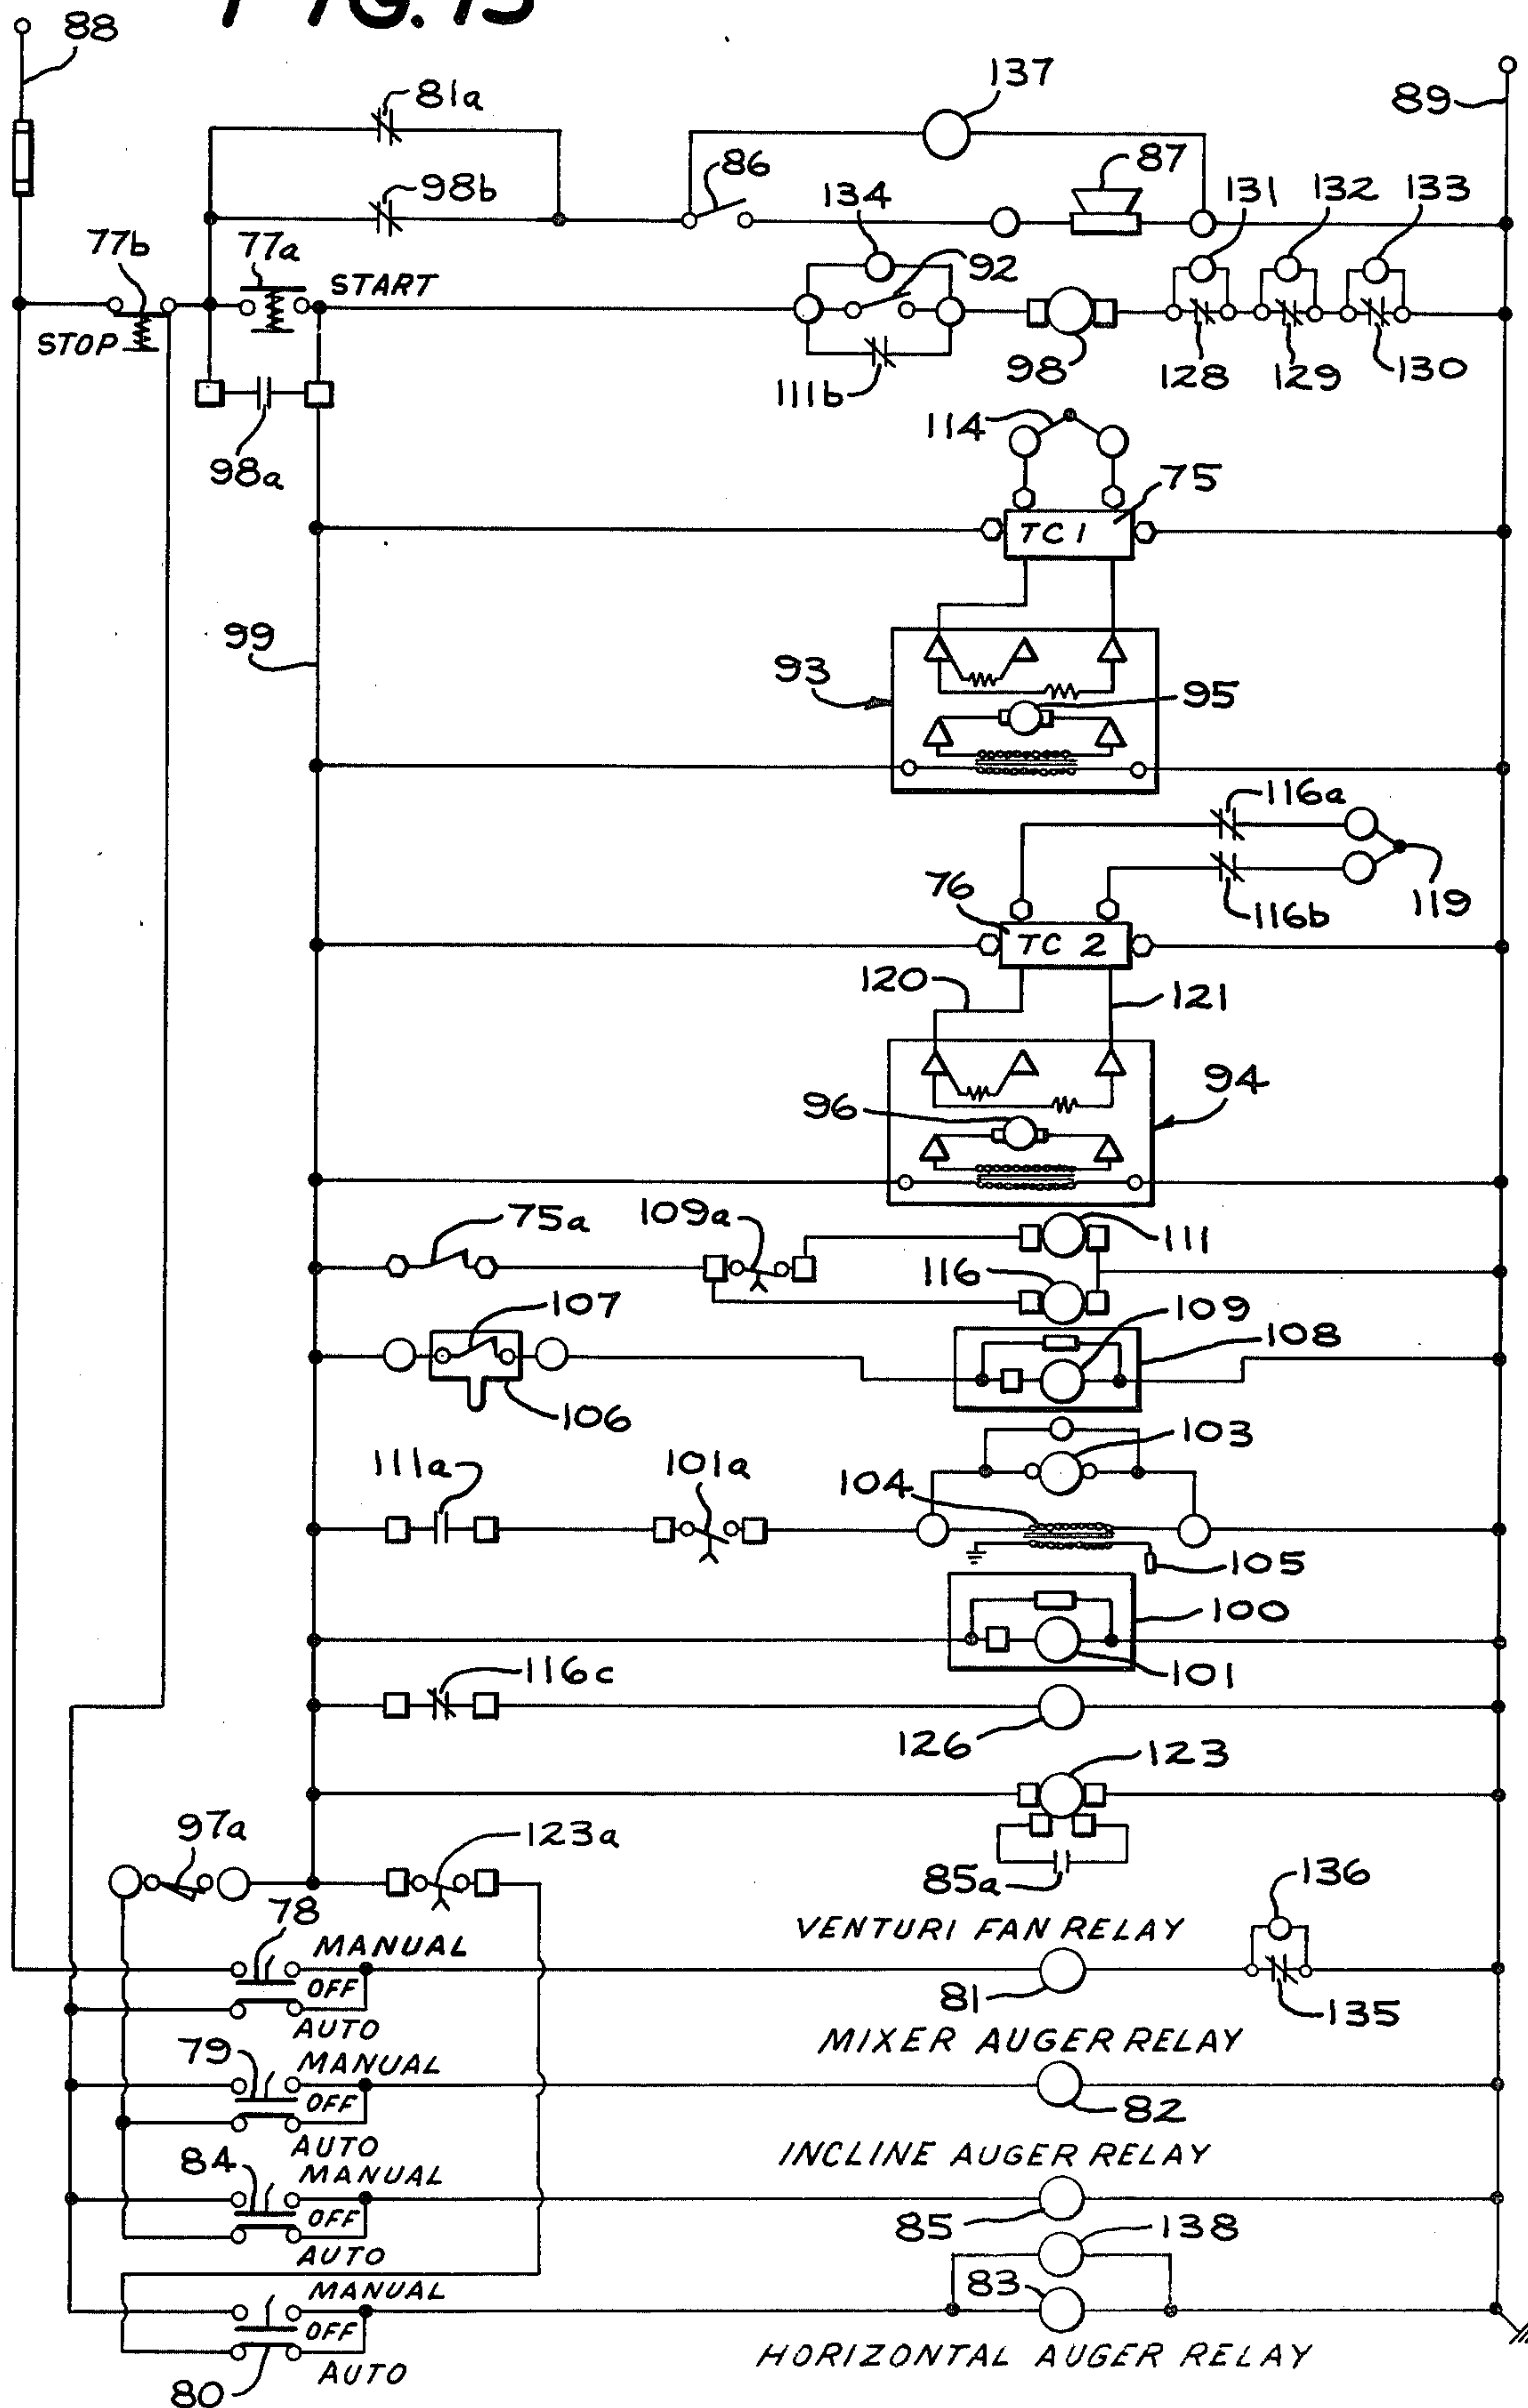 FIG. 15
88
137
89
81a
86
87
98b
134
131
132
133
77b
77a
92
START
STOP
111b
98
128
129
130
114
98a
75
TC 1
99
93
95
116a
76
116b
119
TC 2
120
121
94
96
75a
109a
111
116
107
109
108
106
103
111a
101a
104
105
100
101
116c
126
123
97a
123a
85a
136
78
VENTURI FAN RELAY
MANUAL
OFF
81
135
AUTO
MIXER AUGER RELAY
79
MANUAL
OFF
82
AUTO
INCLINE AUGER RELAY
84
MANUAL
OFF
85
138
AUTO
MANUAL
83
OFF
HORIZONTAL AUGER RELAY
AUTO
80